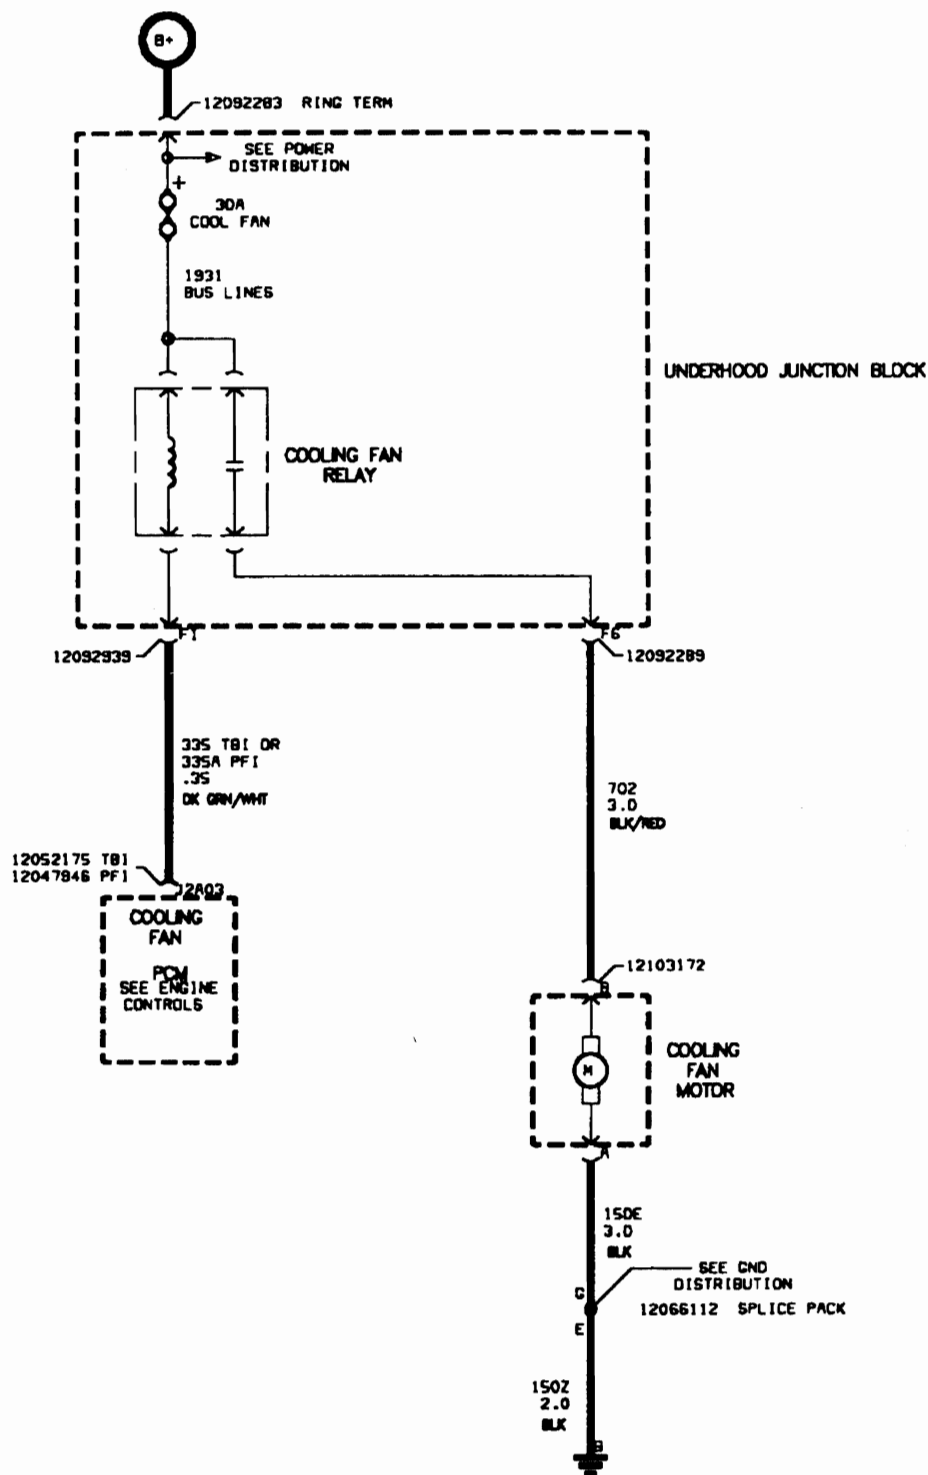 B+
12092283 RING TERM
SEE POWER
DISTRIBUTION
+
30A
COOL FAN
1931
BUS LINES
UNDERHOOD JUNCTION BLOCK
COOLING FAN
RELAY
F1
F6
12092939
12092289
335 TBI OR
335A PFI
.35
DK GRN/WHT
702
3.0
BLK/RED
12052175 TBI
12047946 PFI
J2A03
COOLING
FAN
PCM
SEE ENGINE
CONTROLS
12103172
B
M
COOLING
FAN
MOTOR
A
150E
3.0
BLK
SEE GND
DISTRIBUTION
G
12066112 SPLICE PACK
E
150Z
2.0
BLK